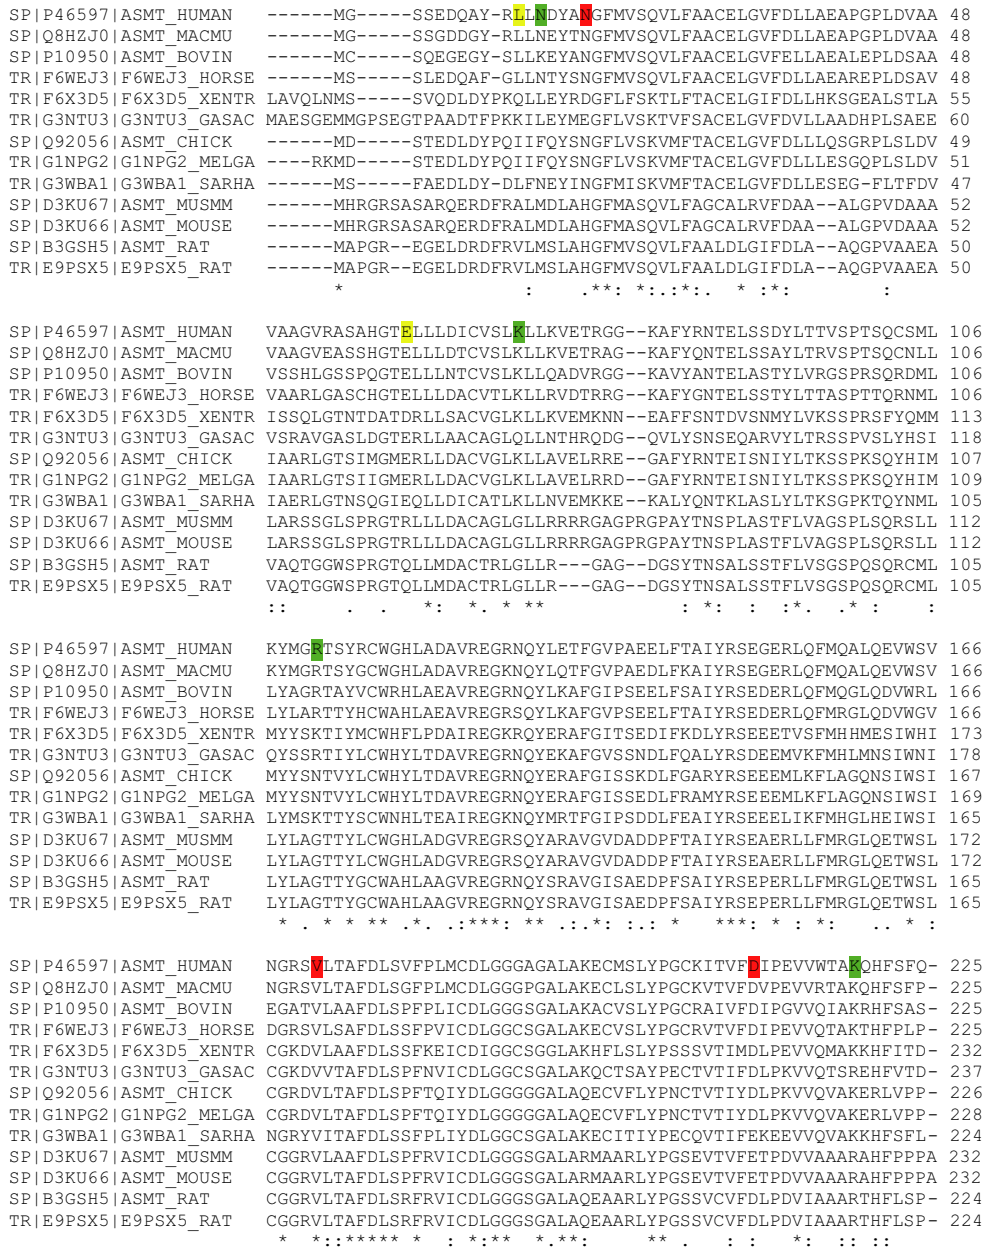 SP|P46597|ASMT_HUMAN ------MG-----SSEDQAY-RLLNDYANGFMVSQVLFAACELGVFDLLAEAPGPLDVAA 48
SP|Q8HZJ0|ASMT_MACMU ------MG-----SSGDDGY-RLLNEYTNGFMVSQVLFAACELGVFDLLAEAPGPLDVAA 48
SP|P10950|ASMT_BOVIN ------MC-----SQEGEGY-SLLKEYANGFMVSQVLFAACELGVFELLAEALEPLDSAA 48
TR|F6WEJ3|F6WEJ3_HORSE ------MS-----SLEDQAF-GLLNTYSNGFMVSQVLFAACELGVFDLLAEAREPLDSAV 48
TR|F6X3D5|F6X3D5_XENTR LAVQLNMS-----SVQDLDYPKQLLEYRDGFLFSKTLFTACELGIFDLLHKSGEALSTLA 55
TR|G3NTU3|G3NTU3_GASAC MAESGEMMGPSEGTPAADTFPKKILEYMEGFLVSKTVFSACELGVFDVLLAADHPLSAEE 60
SP|Q92056|ASMT_CHICK ------MD-----STEDLDYPQIIFQYSNGFLVSKVMFTACELGVFDLLLQSGRPLSLDV 49
TR|G1NPG2|G1NPG2_MELGA ----RKMD-----STEDLDYPQIIFQYSNGFLVSKVMFTACELGVFDLLLESGQPLSLDV 51
TR|G3WBA1|G3WBA1_SARHA ------MS-----FAEDLDY-DLFNEYINGFMISKVMFTACELGVFDLLESEG-FLTFDV 47
SP|D3KU67|ASMT_MUSMM ------MHRGRSASARQERDFRALMDLAHGFMASQVLFAGCALRVFDAA--ALGPVDAAA 52
SP|D3KU66|ASMT_MOUSE ------MHRGRSASARQERDFRALMDLAHGFMASQVLFAGCALRVFDAA--ALGPVDAAA 52
SP|B3GSH5|ASMT_RAT ------MAPGR--EGELDRDFRVLMSLAHGFMVSQVLFAALDLGIFDLA--AQGPVAAEA 50
TR|E9PSX5|E9PSX5_RAT ------MAPGR--EGELDRDFRVLMSLAHGFMVSQVLFAALDLGIFDLA--AQGPVAAEA 50
* : .**: *:.:*:. * :*: :
SP|P46597|ASMT_HUMAN VAAGVRASAHGTELLLDICVSLKLLKVETRGG--KAFYRNTELSSDYLTTVSPTSQCSML 106
SP|Q8HZJ0|ASMT_MACMU VAAGVEASSHGTELLLDTCVSLKLLKVETRAG--KAFYQNTELSSAYLTRVSPTSQCNLL 106
SP|P10950|ASMT_BOVIN VSSHLGSSPQGTELLLNTCVSLKLLQADVRGG--KAVYANTELASTYLVRGSPRSQRDML 106
TR|F6WEJ3|F6WEJ3_HORSE VAARLGASCHGTELLLDACVTLKLLRVDTRRG--KAFYGNTELSSTYLTTASPTTQRNML 106
TR|F6X3D5|F6X3D5_XENTR ISSQLGTNTDATDRLLSACVGLKLLKVEMKNN--EAFFSNTDVSNMYLVKSSPRSFYQMM 113
TR|G3NTU3|G3NTU3_GASAC VSRAVGASLDGTERLLAACAGLQLLNTHRQDG--QVLYSNSEQARVYLTRSSPVSLYHSI 118
SP|Q92056|ASMT_CHICK IAARLGTSIMGMERLLDACVGLKLLAVELRRE--GAFYRNTEISNIYLTKSSPKSQYHIM 107
TR|G1NPG2|G1NPG2_MELGA IAARLGTSIIGMERLLDACVGLKLLAVELRRD--GAFYRNTEISNIYLTKSSPKSQYHIM 109
TR|G3WBA1|G3WBA1_SARHA IAERLGTNSQGIEQLLDICATLKLLNVEMKKE--KALYQNTKLASLYLTKSGPKTQYNML 105
SP|D3KU67|ASMT_MUSMM LARSSGLSPRGTRLLLDACAGLGLLRRRRGAGPRGPAYTNSPLASTFLVAGSPLSQRSLL 112
SP|D3KU66|ASMT_MOUSE LARSSGLSPRGTRLLLDACAGLGLLRRRRGAGPRGPAYTNSPLASTFLVAGSPLSQRSLL 112
SP|B3GSH5|ASMT_RAT VAQTGGWSPRGTQLLMDACTRLGLLR---GAG--DGSYTNSALSSTFLVSGSPQSQRCML 105
TR|E9PSX5|E9PSX5_RAT VAQTGGWSPRGTQLLMDACTRLGLLR---GAG--DGSYTNSALSSTFLVSGSPQSQRCML 105
:: . . *: *. * ** : *: : :*. .* : :
SP|P46597|ASMT_HUMAN KYMGRTSYRCWGHLADAVREGRNQYLETFGVPAEELFTAIYRSEGERLQFMQALQEVWSV 166
SP|Q8HZJ0|ASMT_MACMU KYMGRTSYGCWGHLADAVREGKNQYLQTFGVPAEDLFKAIYRSEGERLQFMQALQEVWSV 166
SP|P10950|ASMT_BOVIN LYAGRTAYVCWRHLAEAVREGRNQYLKAFGIPSEELFSAIYRSEDERLQFMQGLQDVWRL 166
TR|F6WEJ3|F6WEJ3_HORSE LYLARTTYHCWAHLAEAVREGRSQYLKAFGVPSEELFTAIYRSEDERLQFMRGLQDVWGV 166
TR|F6X3D5|F6X3D5_XENTR MYYSKTIYMCWHFLPDAIREGKRQYERAFGITSEDIFKDLYRSEEETVSFMHHMESIWHI 173
TR|G3NTU3|G3NTU3_GASAC QYSSRTIYLCWHYLTDAVREGRNQYEKAFGVSSNDLFQALYRSDEEMVKFMHLMNSIWNI 178
SP|Q92056|ASMT_CHICK MYYSNTVYLCWHYLTDAVREGRNQYERAFGISSKDLFGARYRSEEEMLKFLAGQNSIWSI 167
TR|G1NPG2|G1NPG2_MELGA MYYSNTVYLCWHYLTDAVREGRNQYERAFGISSEDLFRAMYRSEEEMLKFLAGQNSIWSI 169
TR|G3WBA1|G3WBA1_SARHA LYMSKTTYSCWNHLTEAIREGKNQYMRTFGIPSDDLFEAIYRSEEELIKFMHGLHEIWSI 165
SP|D3KU67|ASMT_MUSMM LYLAGTTYLCWGHLADGVREGRSQYARAVGVDADDPFTAIYRSEAERLLFMRGLQETWSL 172
SP|D3KU66|ASMT_MOUSE LYLAGTTYLCWGHLADGVREGRSQYARAVGVDADDPFTAIYRSEAERLLFMRGLQETWSL 172
SP|B3GSH5|ASMT_RAT LYLAGTTYGCWAHLAAGVREGRNQYSRAVGISAEDPFSAIYRSEPERLLFMRGLQETWSL 165
TR|E9PSX5|E9PSX5_RAT LYLAGTTYGCWAHLAAGVREGRNQYSRAVGISAEDPFSAIYRSEPERLLFMRGLQETWSL 165
* . * * ** .*. .:***: ** .:.*: .: * ***: * : *: .. * :
SP|P46597|ASMT_HUMAN NGRSVLTAFDLSVFPLMCDLGGGAGALAKECMSLYPGCKITVFDIPEVVWTAKQHFSFQ- 225
SP|Q8HZJ0|ASMT_MACMU NGRSVLTAFDLSGFPLMCDLGGGPGALAKECLSLYPGCKVTVFDVPEVVRTAKQHFSFP- 225
SP|P10950|ASMT_BOVIN EGATVLAAFDLSPFPLICDLGGGSGALAKACVSLYPGCRAIVFDIPGVVQIAKRHFSAS- 225
TR|F6WEJ3|F6WEJ3_HORSE DGRSVLSAFDLSSFPVICDLGGCSGALAKECVSLYPGCRVTVFDIPEVVQTAKTHFPLP- 225
TR|F6X3D5|F6X3D5_XENTR CGKDVLAAFDLSSFKEICDIGGCSGGLAKHFLSLYPSSSVTIMDLPEVVQMAKKHFITD- 232
TR|G3NTU3|G3NTU3_GASAC CGKDVVTAFDLSPFNVICDLGGCSGALAKQCTSAYPECTVTIFDLPKVVQTSREHFVTD- 237
SP|Q92056|ASMT_CHICK CGRDVLTAFDLSPFTQIYDLGGGGGALAQECVFLYPNCTVTIYDLPKVVQVAKERLVPP- 226
TR|G1NPG2|G1NPG2_MELGA CGRDVLTAFDLSPFTQIYDLGGGGGALAQECVFLYPNCTVTIYDLPKVVQVAKERLVPP- 228
TR|G3WBA1|G3WBA1_SARHA NGRYVITAFDLSSFPLIYDLGGCSGALAKECITIYPECQVTIFEKEEVVQVAKKHFSFL- 224
SP|D3KU67|ASMT_MUSMM CGGRVLAAFDLSPFRVICDLGGGSGALARMAARLYPGSEVTVFETPDVVAAARAHFPPPA 232
SP|D3KU66|ASMT_MOUSE CGGRVLTAFDLSPFRVICDLGGGSGALARMAARLYPGSEVTVFETPDVVAAARAHFPPPA 232
SP|B3GSH5|ASMT_RAT CGGRVLTAFDLSRFRVICDLGGGSGALAQEAARLYPGSSVCVFDLPDVIAAARTHFLSP- 224
TR|E9PSX5|E9PSX5_RAT CGGRVLTAFDLSRFRVICDLGGGSGALAQEAARLYPGSSVCVFDLPDVIAAARTHFLSP- 224
* *::***** * : *:** *.**: ** . : : *: :: ::